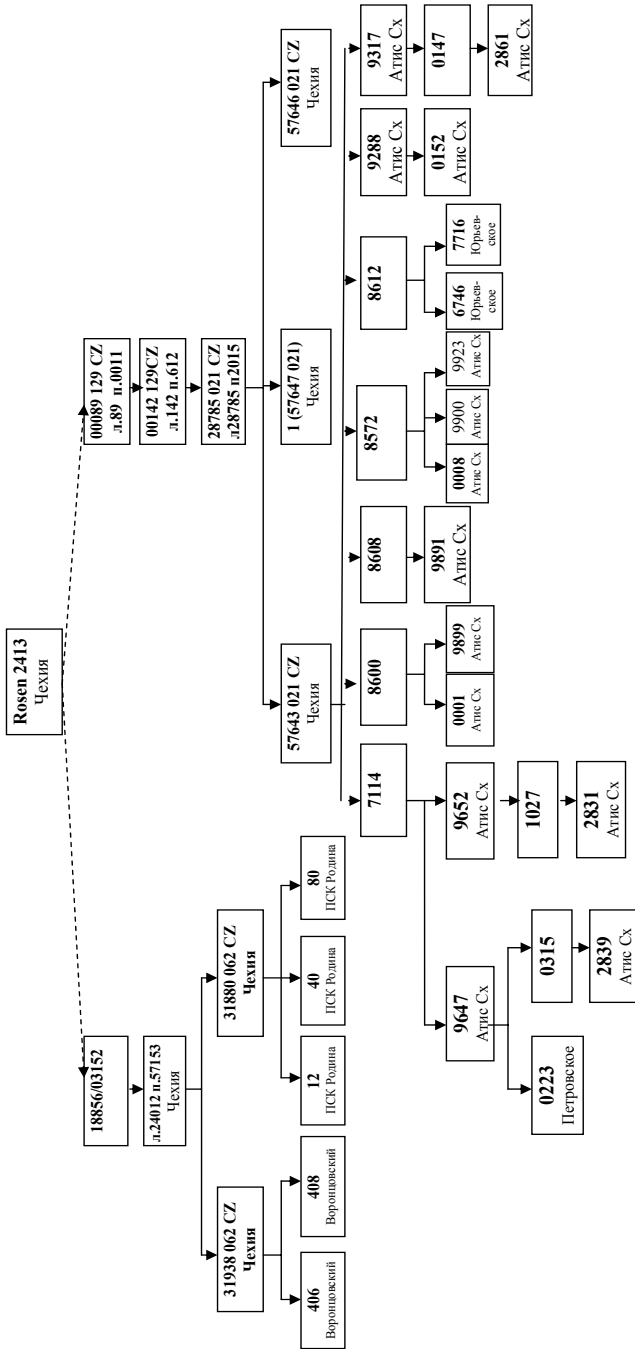 Rosen 2413
Чехия
18856/03152
00089 129 CZ
л.89 п.0011
л.24012 п.57153
Чехия
00142 129CZ
л.142 п.612
28785 021 CZ
л28785 п2015
31938 062 CZ
Чехия
31880 062 CZ
Чехия
57643 021 CZ
Чехия
1 (57647 021)
Чехия
57646 021 CZ
Чехия
406
Воронцовский
408
Воронцовский
12
ПСК Родина
40
ПСК Родина
80
ПСК Родина
7114
8600
8608
8572
8612
9288
Атис Сх
9317
Атис Сх
9647
Атис Сх
9652
Атис Сх
0001
Атис Сх
9899
Атис Сх
9891
Атис Сх
0008
Атис Сх
9900
Атис Сх
9923
Атис Сх
6746
Юрьев-
ское
7716
Юрьев-
ское
0152
Атис Сх
0147
0223
Петровское
0315
1027
2861
Атис Сх
2839
Атис Сх
2831
Атис Сх